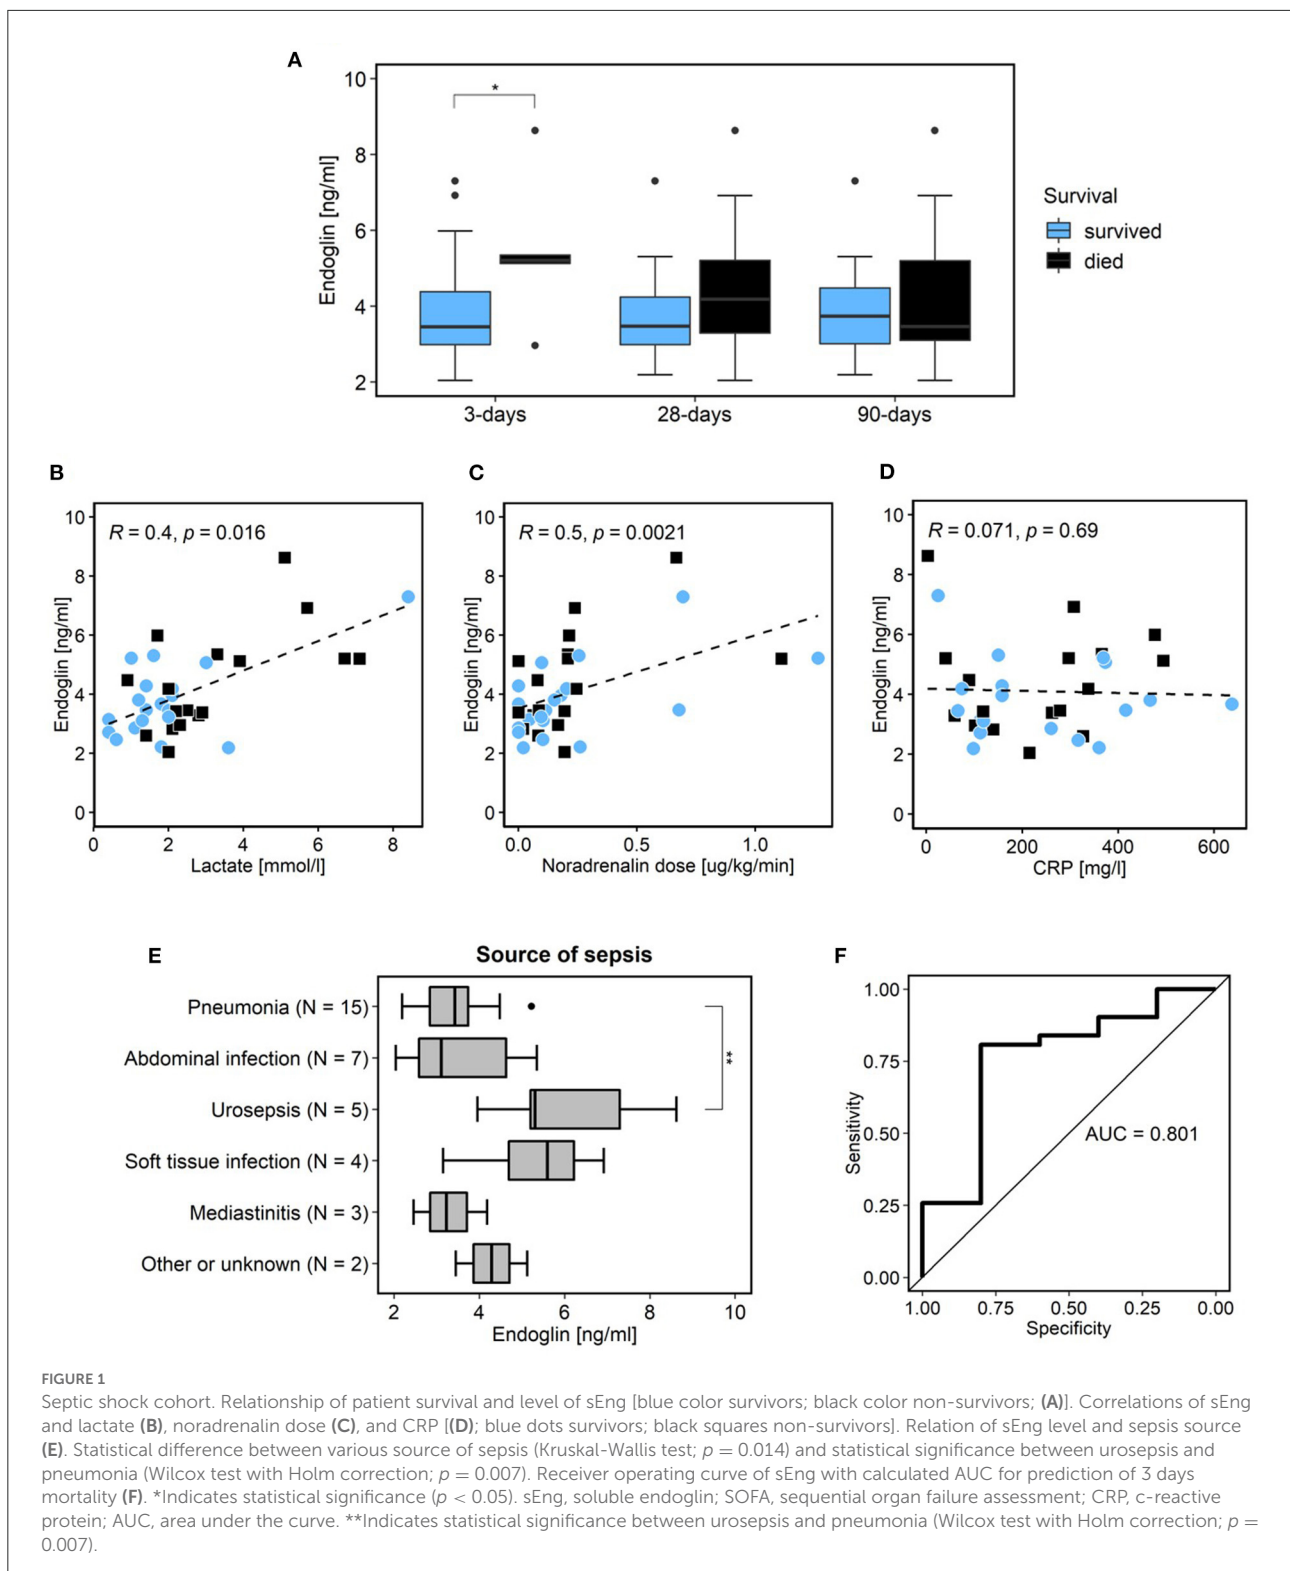 A
*
10
8
6
4
2
Endoglin [ng/ml]
3-days
28-days
90-days
Survival
survived
died
B
R = 0.4, p = 0.016
10
8
6
4
2
0
Endoglin [ng/ml]
0
2
4
6
8
Lactate [mmol/l]
C
R = 0.5, p = 0.0021
10
8
6
4
2
0
Endoglin [ng/ml]
0.0
0.5
1.0
Noradrenalin dose [ug/kg/min]
D
R = 0.071, p = 0.69
10
8
6
4
2
0
Endoglin [ng/ml]
0
200
400
600
CRP [mg/l]
E
Source of sepsis
Pneumonia (N = 15)
Abdominal infection (N = 7)
Urosepsis (N = 5)
Soft tissue infection (N = 4)
Mediastinitis (N = 3)
Other or unknown (N = 2)
**
2
4
6
8
10
Endoglin [ng/ml]
F
1.00
0.75
0.50
0.25
0.00
Sensitivity
AUC = 0.801
1.00
0.75
0.50
0.25
0.00
Specificity
FIGURE 1
Septic shock cohort. Relationship of patient survival and level of sEng [blue color survivors; black color non-survivors; (A)]. Correlations of sEng
and lactate (B), noradrenalin dose (C), and CRP [(D); blue dots survivors; black squares non-survivors]. Relation of sEng level and sepsis source
(E). Statistical difference between various source of sepsis (Kruskal-Wallis test; p = 0.014) and statistical significance between urosepsis and
pneumonia (Wilcox test with Holm correction; p = 0.007). Receiver operating curve of sEng with calculated AUC for prediction of 3 days
mortality (F). *Indicates statistical significance (p < 0.05). sEng, soluble endoglin; SOFA, sequential organ failure assessment; CRP, c-reactive
protein; AUC, area under the curve. **Indicates statistical significance between urosepsis and pneumonia (Wilcox test with Holm correction; p =
0.007).